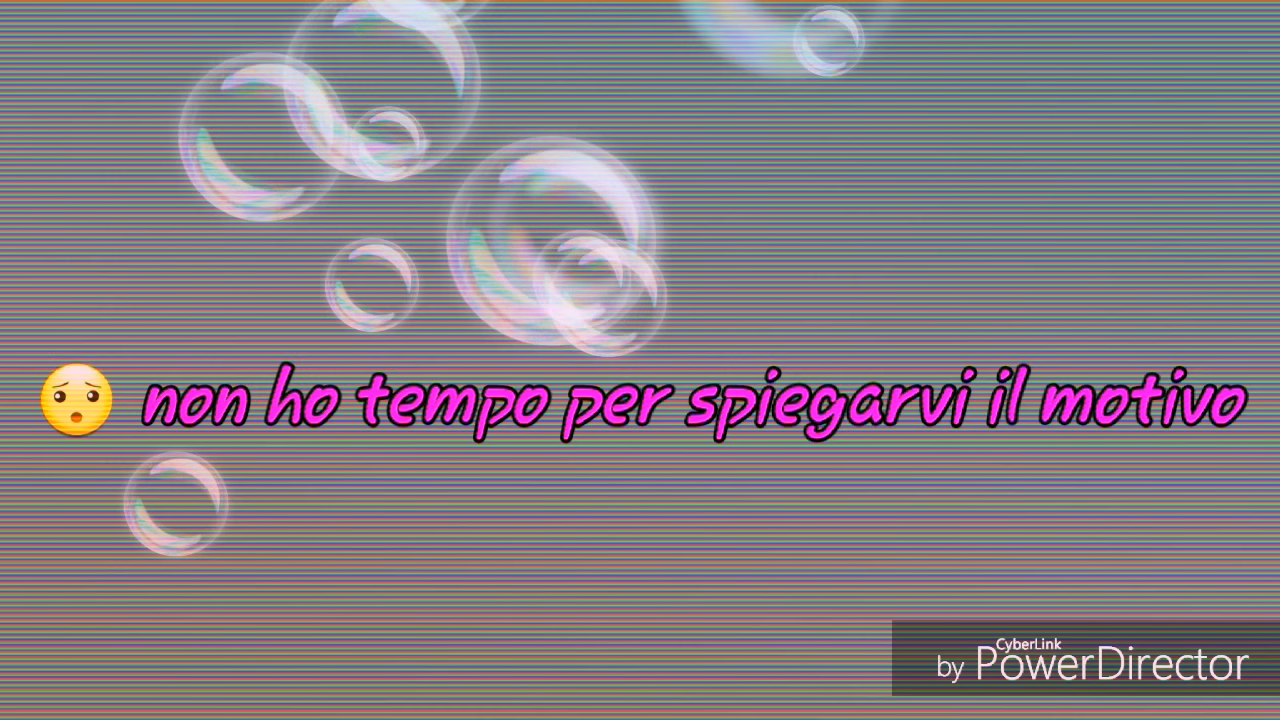 😯 non ho tempo per spiegarvi il motivo
CyberLink
by PowerDirector